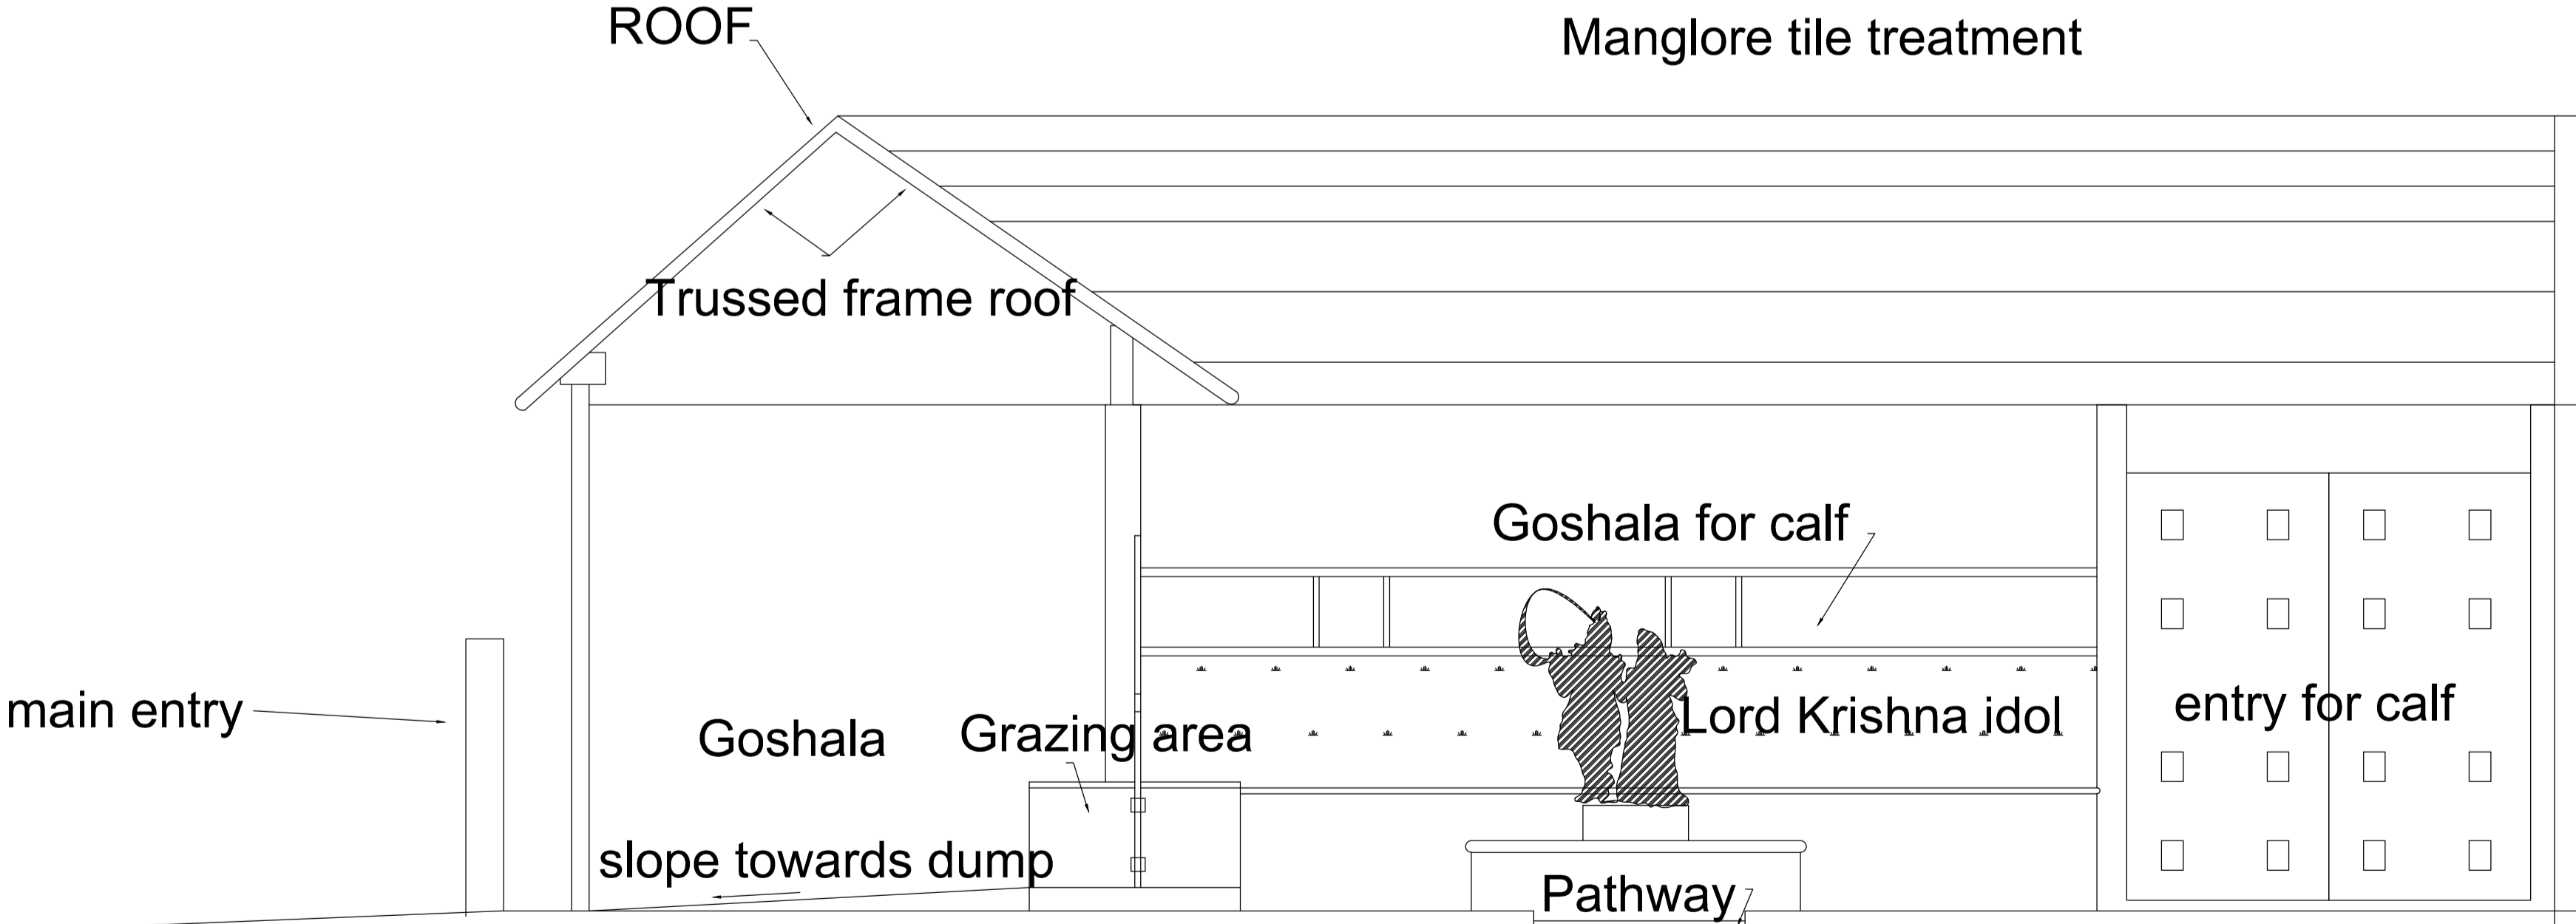 ROOF
Manglore tile treatment
Trussed frame roof
Goshala for calf
main entry
Goshala
Grazing area
Lord Krishna idol
entry for calf
slope towards dump
Pathway